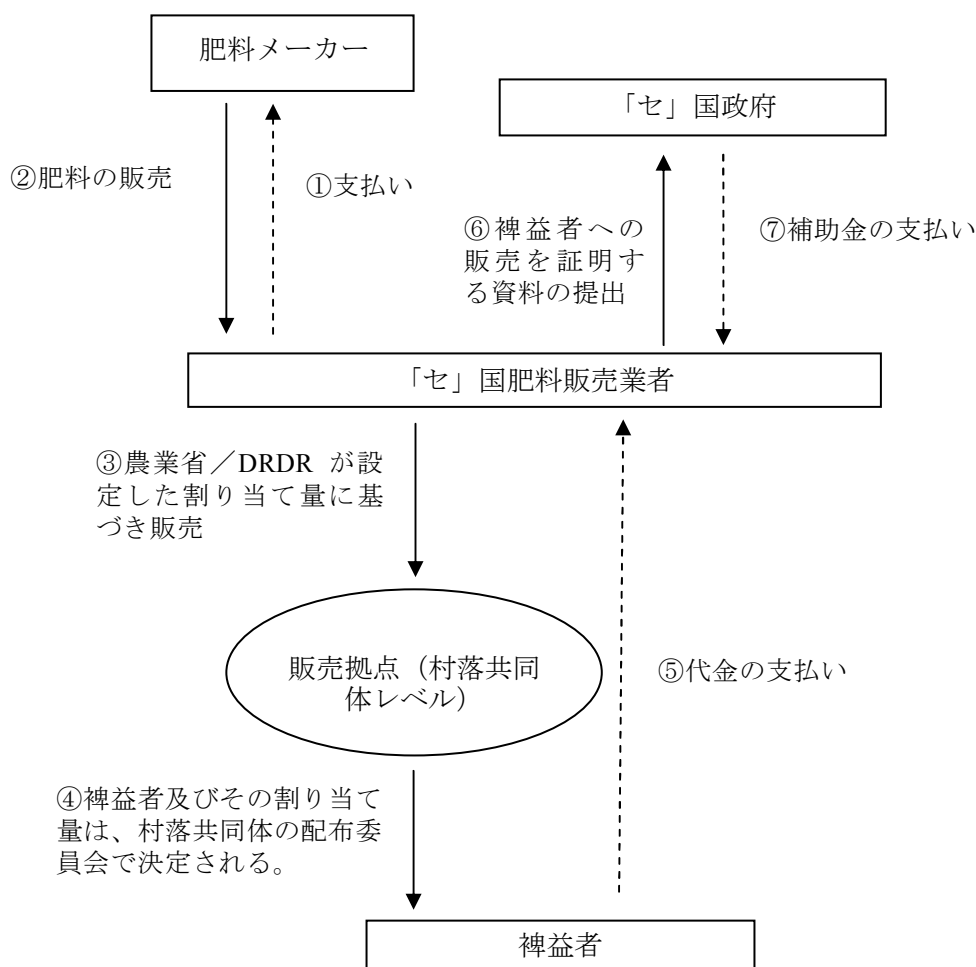 肥料メーカー
「セ」国政府
②肥料の販売
①支払い
⑥裨益者への
販売を証明す
る資料の提出
⑦補助金の支払い
「セ」国肥料販売業者
③農業省／DRDR が設
定した割り当て量に基
づき販売
販売拠点（村落共同
体レベル）
⑤代金の支払い
④裨益者及びその割り当て
量は、村落共同体の配布委
員会で決定される。
裨益者